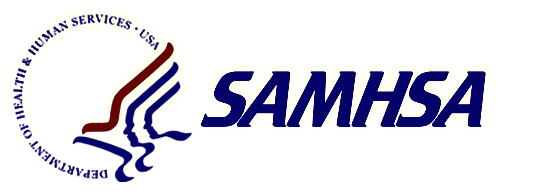 DEPARTMENT OF HEALTH & HUMAN SERVICES · USA
SAMHSA